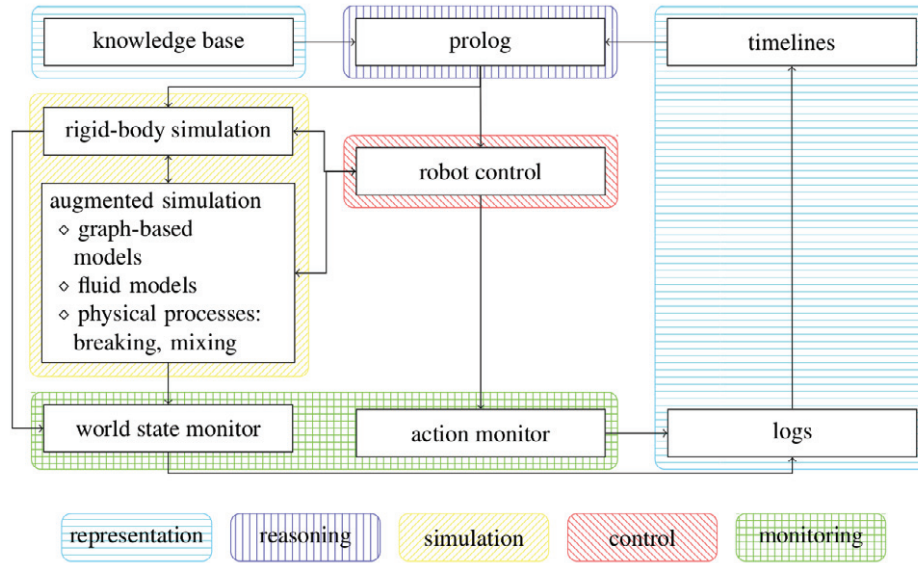 knowledge base
prolog
timelines
rigid-body simulation
robot control
augmented simulation
◇ graph-based
models
◇ fluid models
◇ physical processes:
breaking, mixing
world state monitor
action monitor
logs
representation
reasoning
simulation
control
monitoring